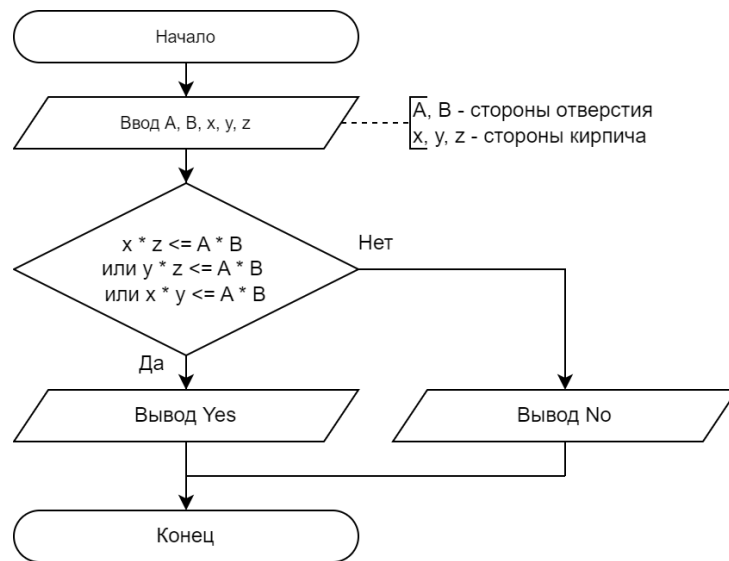 Начало
Ввод A, B, x, y, z
A, B - стороны отверстия
x, y, z - стороны кирпича
x * z <= A * B
или y * z <= A * B
или x * y <= A * B
Нет
Да
Вывод Yes
Вывод No
Конец